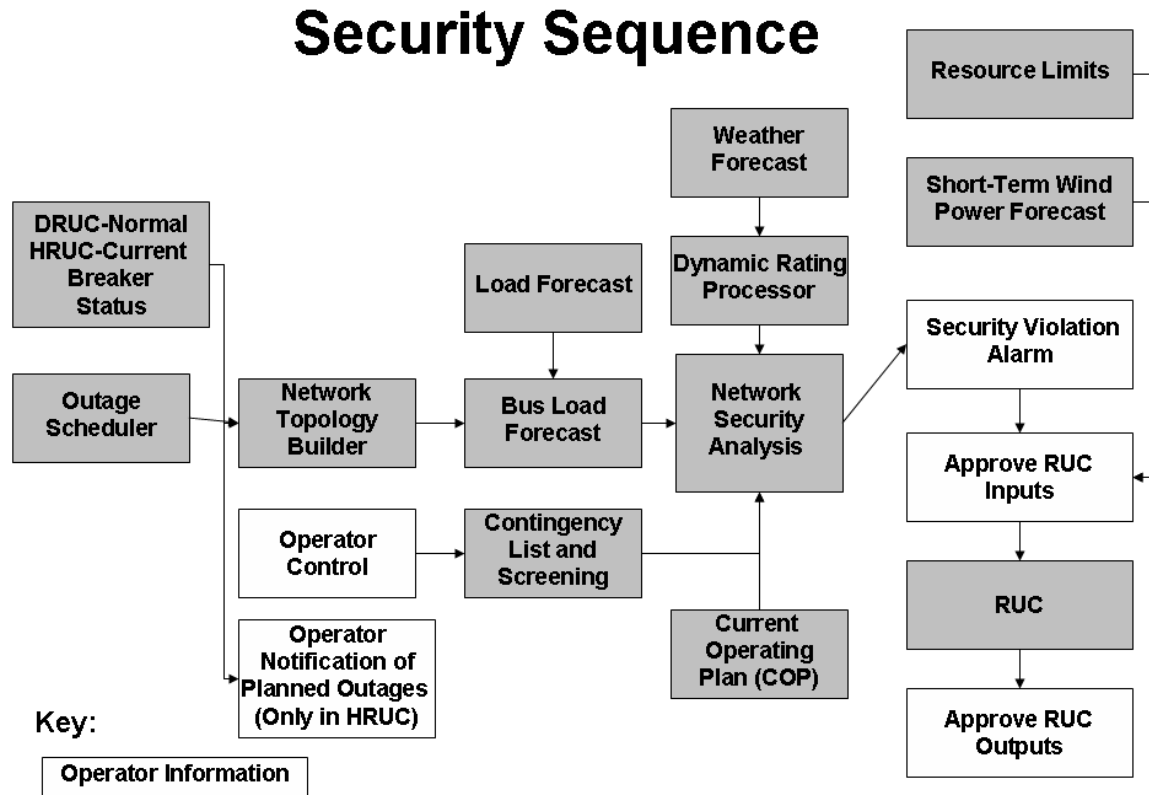 Security Sequence
Resource Limits
Weather
Forecast
Short-Term Wind
Power Forecast
DRUC-Normal
HRUC-Current
Breaker
Status
Load Forecast
Dynamic Rating
Processor
Security Violation
Alarm
Outage
Scheduler
Network
Topology
Builder
Bus Load
Forecast
Network
Security
Analysis
Approve RUC
Inputs
Operator
Control
Contingency
List and
Screening
RUC
Operator
Notification of
Planned Outages
(Only in HRUC)
Current
Operating
Plan (COP)
Approve RUC
Outputs
Key:
Operator Information